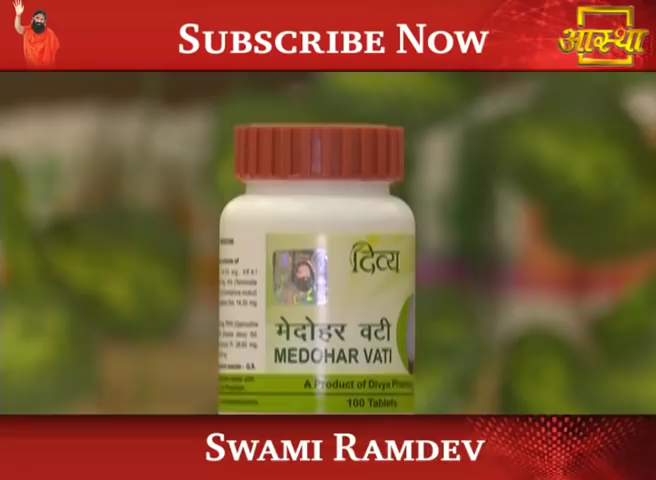 SUBSCRIBE NOW
आस्था
दिव्य
मेदोहर वटी
MEDOHAR VATI
A Product of Divya
100 Tablets
SWAMI RAMDEV